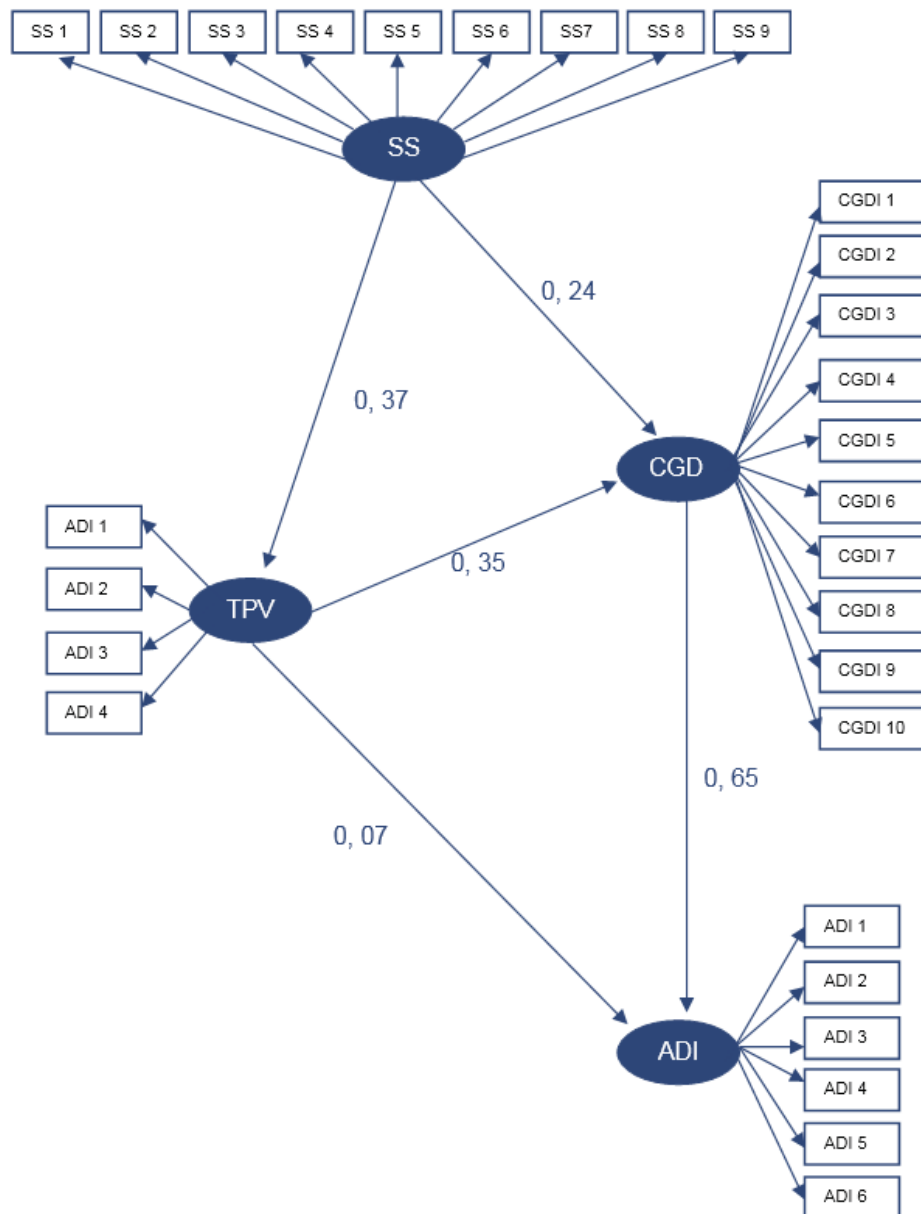 SS 1 SS 2 SS 3 SS 4 SS 5 SS 6 SS7 SS 8 SS 9
SS
CGDI 1
CGDI 2
0, 24
CGDI 3
CGDI 4
0, 37
CGDI 5
CGD
CGDI 6
ADI 1
CGDI 7
0, 35
ADI 2
TPV
CGDI 8
ADI 3
CGDI 9
ADI 4
CGDI 10
0, 65
0, 07
ADI 1
ADI 2
ADI 3
ADI
ADI 4
ADI 5
ADI 6